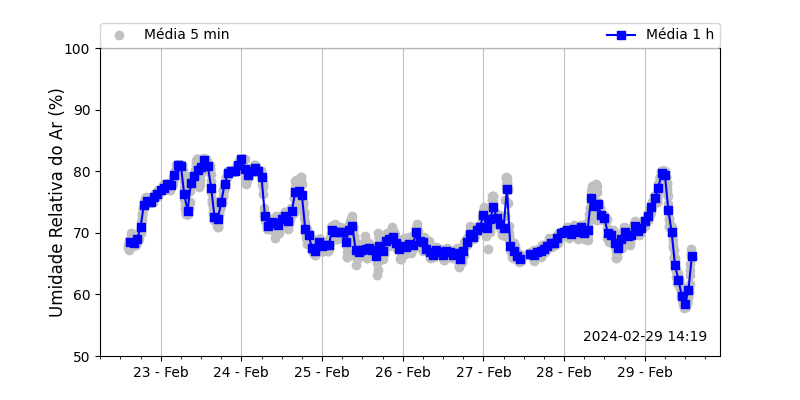 Média 5 min Média 1 h
Umidade Relativa do Ar (%)
100
90
80
70
60
50
2024-02-29 14:19
23 - Feb 24 - Feb 25 - Feb 26 - Feb 27 - Feb 28 - Feb 29 - Feb